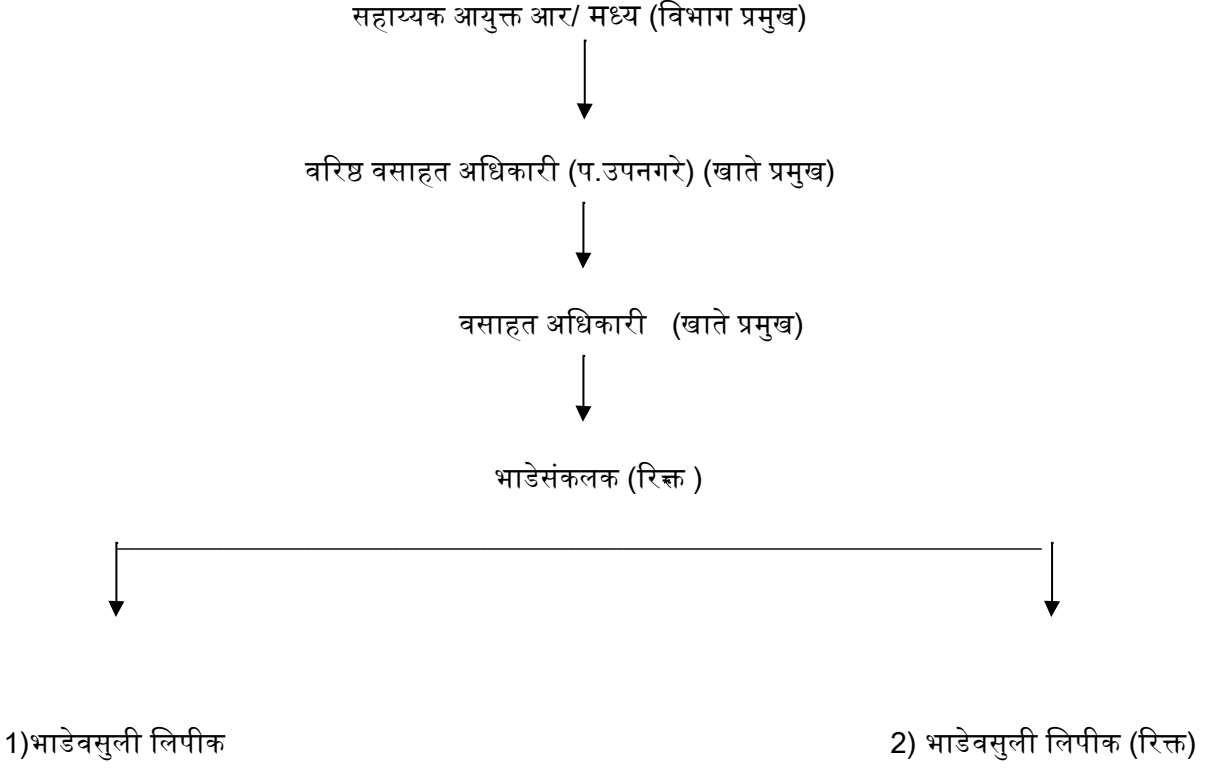 सहाय्यक आयुक्त आर/ मध्य (विभाग प्रमुख)
वरिष्ठ वसाहत अधिकारी (प.उपनगरे) (खाते प्रमुख)
वसाहत अधिकारी (खाते प्रमुख)
भाडेसंकलक (रिक्त )
1)भाडेवसुली लिपीक
2) भाडेवसुली लिपीक (रिक्त)